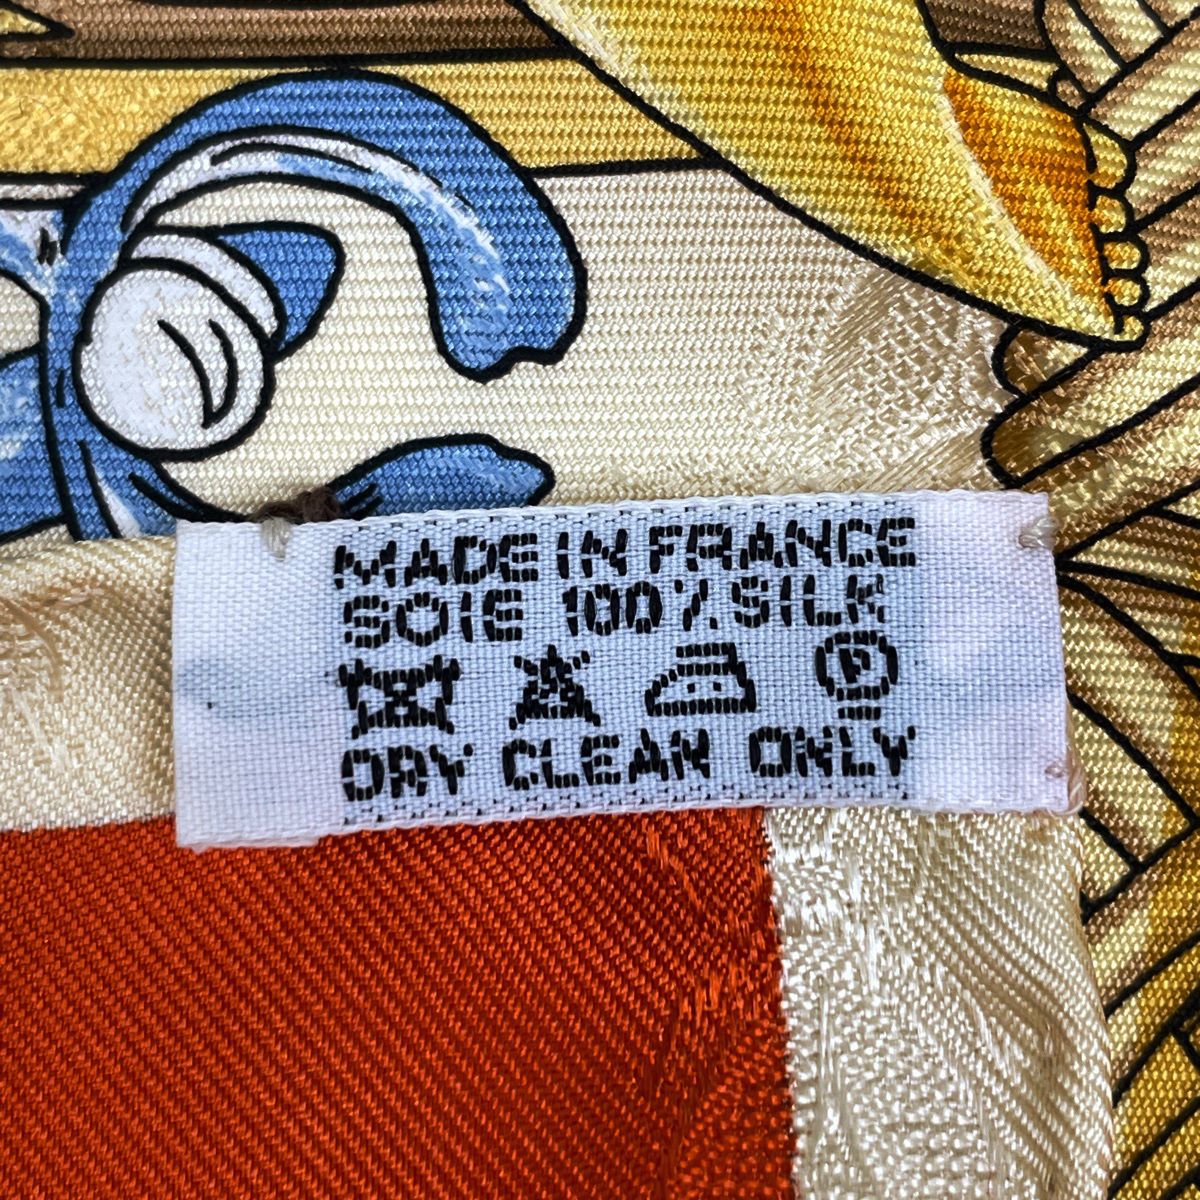 MADE IN FRANCE
SOIE 100% SILK
P
DRY CLEAN ONLY